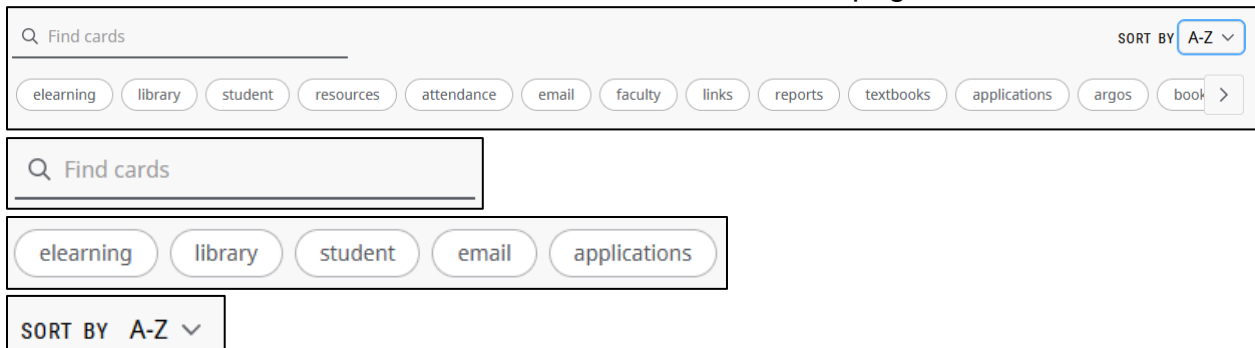 Find cards
SORT BY A-Z
elearning library student resources attendance email faculty links reports textbooks applications argos book
Find cards
elearning library student email applications
SORT BY A-Z